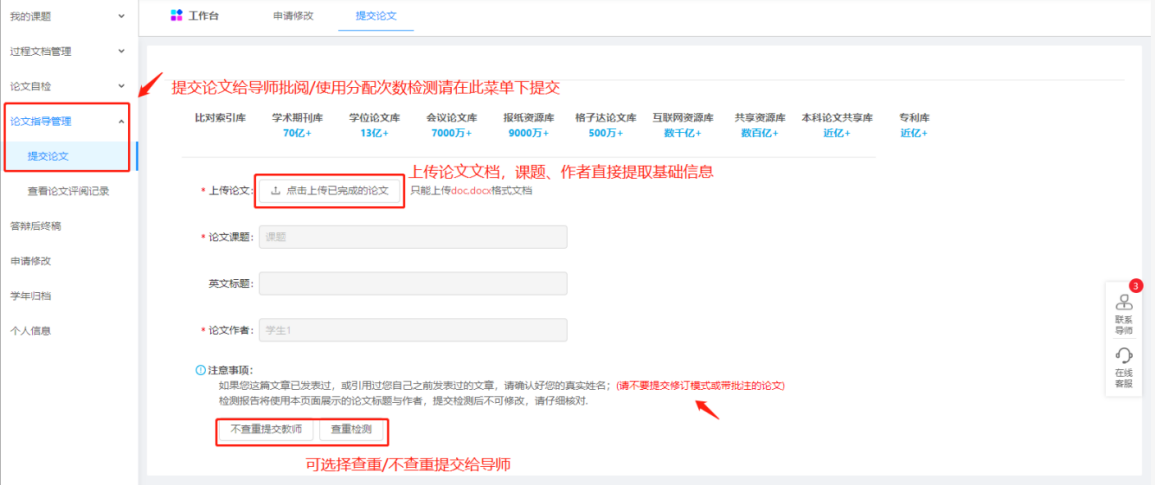 我的课题
工作台 申请修改 提交论文
过程文档管理
论文自检
提交论文给导师批阅/使用分配次数检测请在此菜单下提交
论文指导管理
比对索引库 学术期刊库 学位论文库 会议论文库 报纸资源库 格子达论文库 互联网资源库 共享资源库 本科论文共享库 专利库
70亿+ 13亿+ 7000万+ 9000万+ 500万+ 数千亿+ 数百亿+ 近亿+ 近亿+
提交论文
上传论文文档，课题、作者直接提取基础信息
查看论文评阅记录
* 上传论文： 点击上传已完成的论文 只能上传doc,docx格式文档
答辩后终稿
* 论文课题： 课题
申请修改
英文标题：
学年归档
* 论文作者： 学生1
个人信息
3
联系
导师
在线
客服
注意事项：
如果您这篇文章已发表过，或引用过您自己之前发表过的文章，请确认好您的真实姓名；(请不要提交修订模式或带批注的论文)
检测报告将使用本页面展示的论文标题与作者，提交检测后不可修改，请仔细核对.
不查重提交教师 查重检测
可选择查重/不查重提交给导师